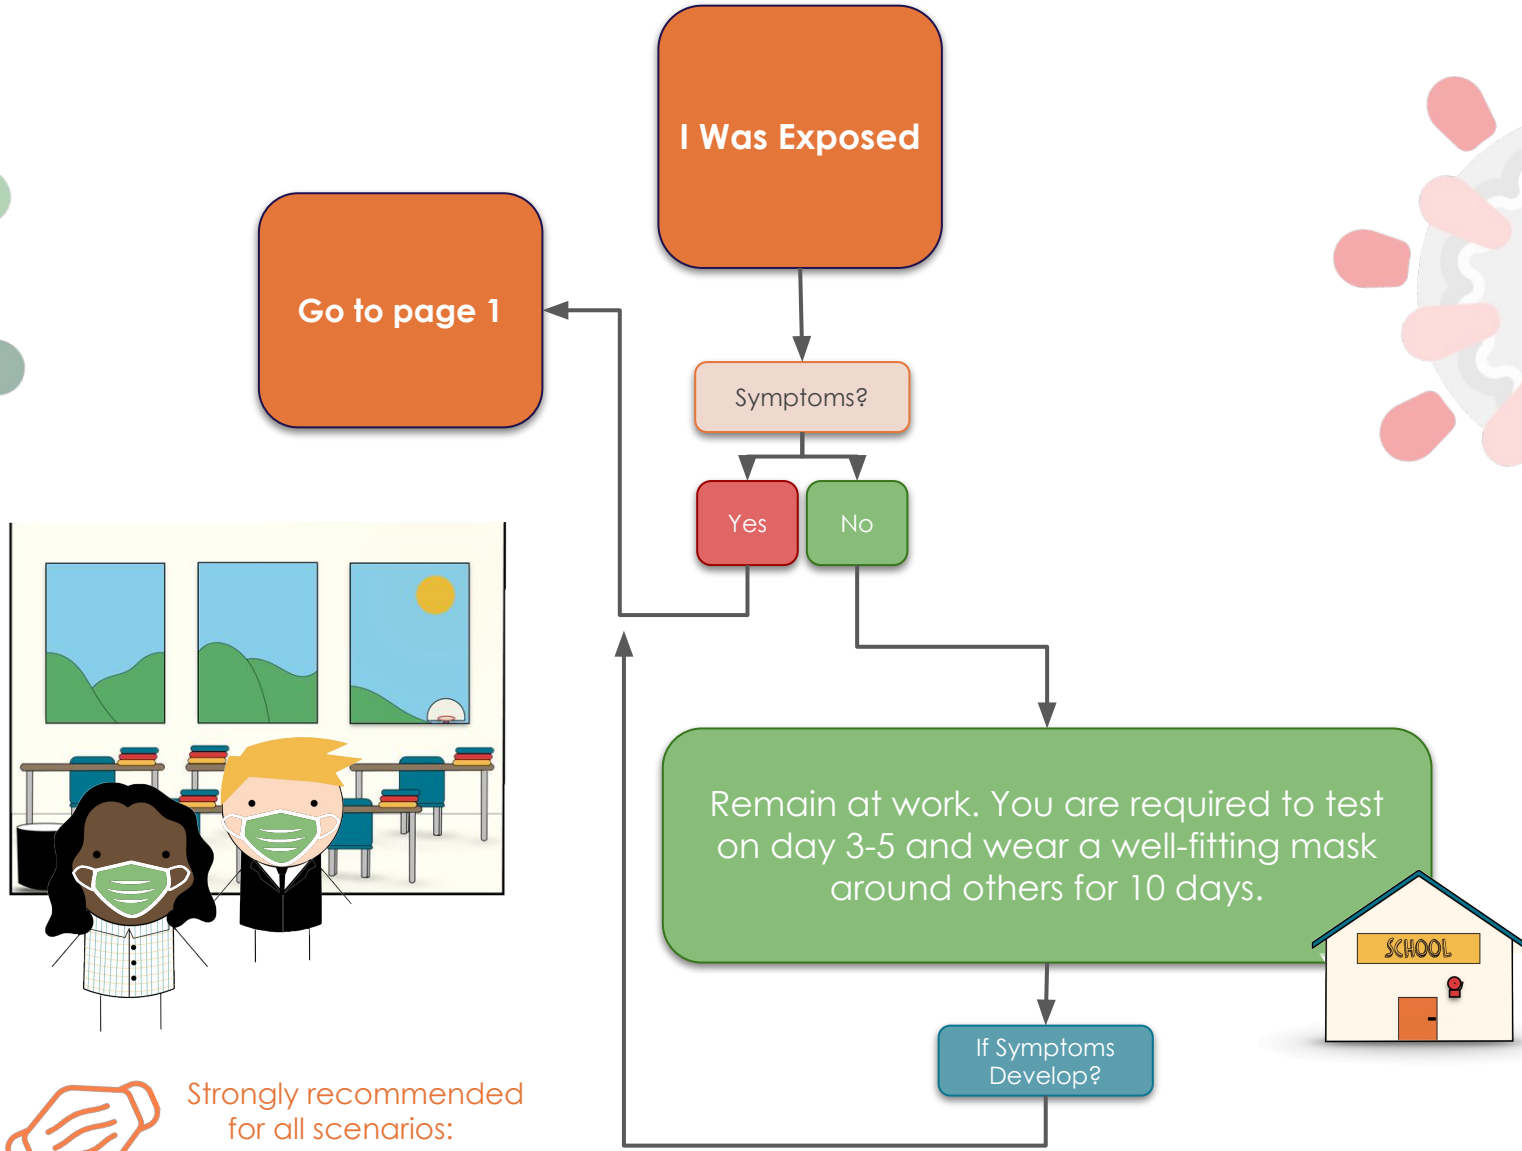 I Was Exposed
Go to page 1
Symptoms?
Yes
No
Remain at work. You are required to test
on day 3-5 and wear a well-fitting mask
around others for 10 days.
SCHOOL
If Symptoms
Develop?
Strongly recommended
for all scenarios: